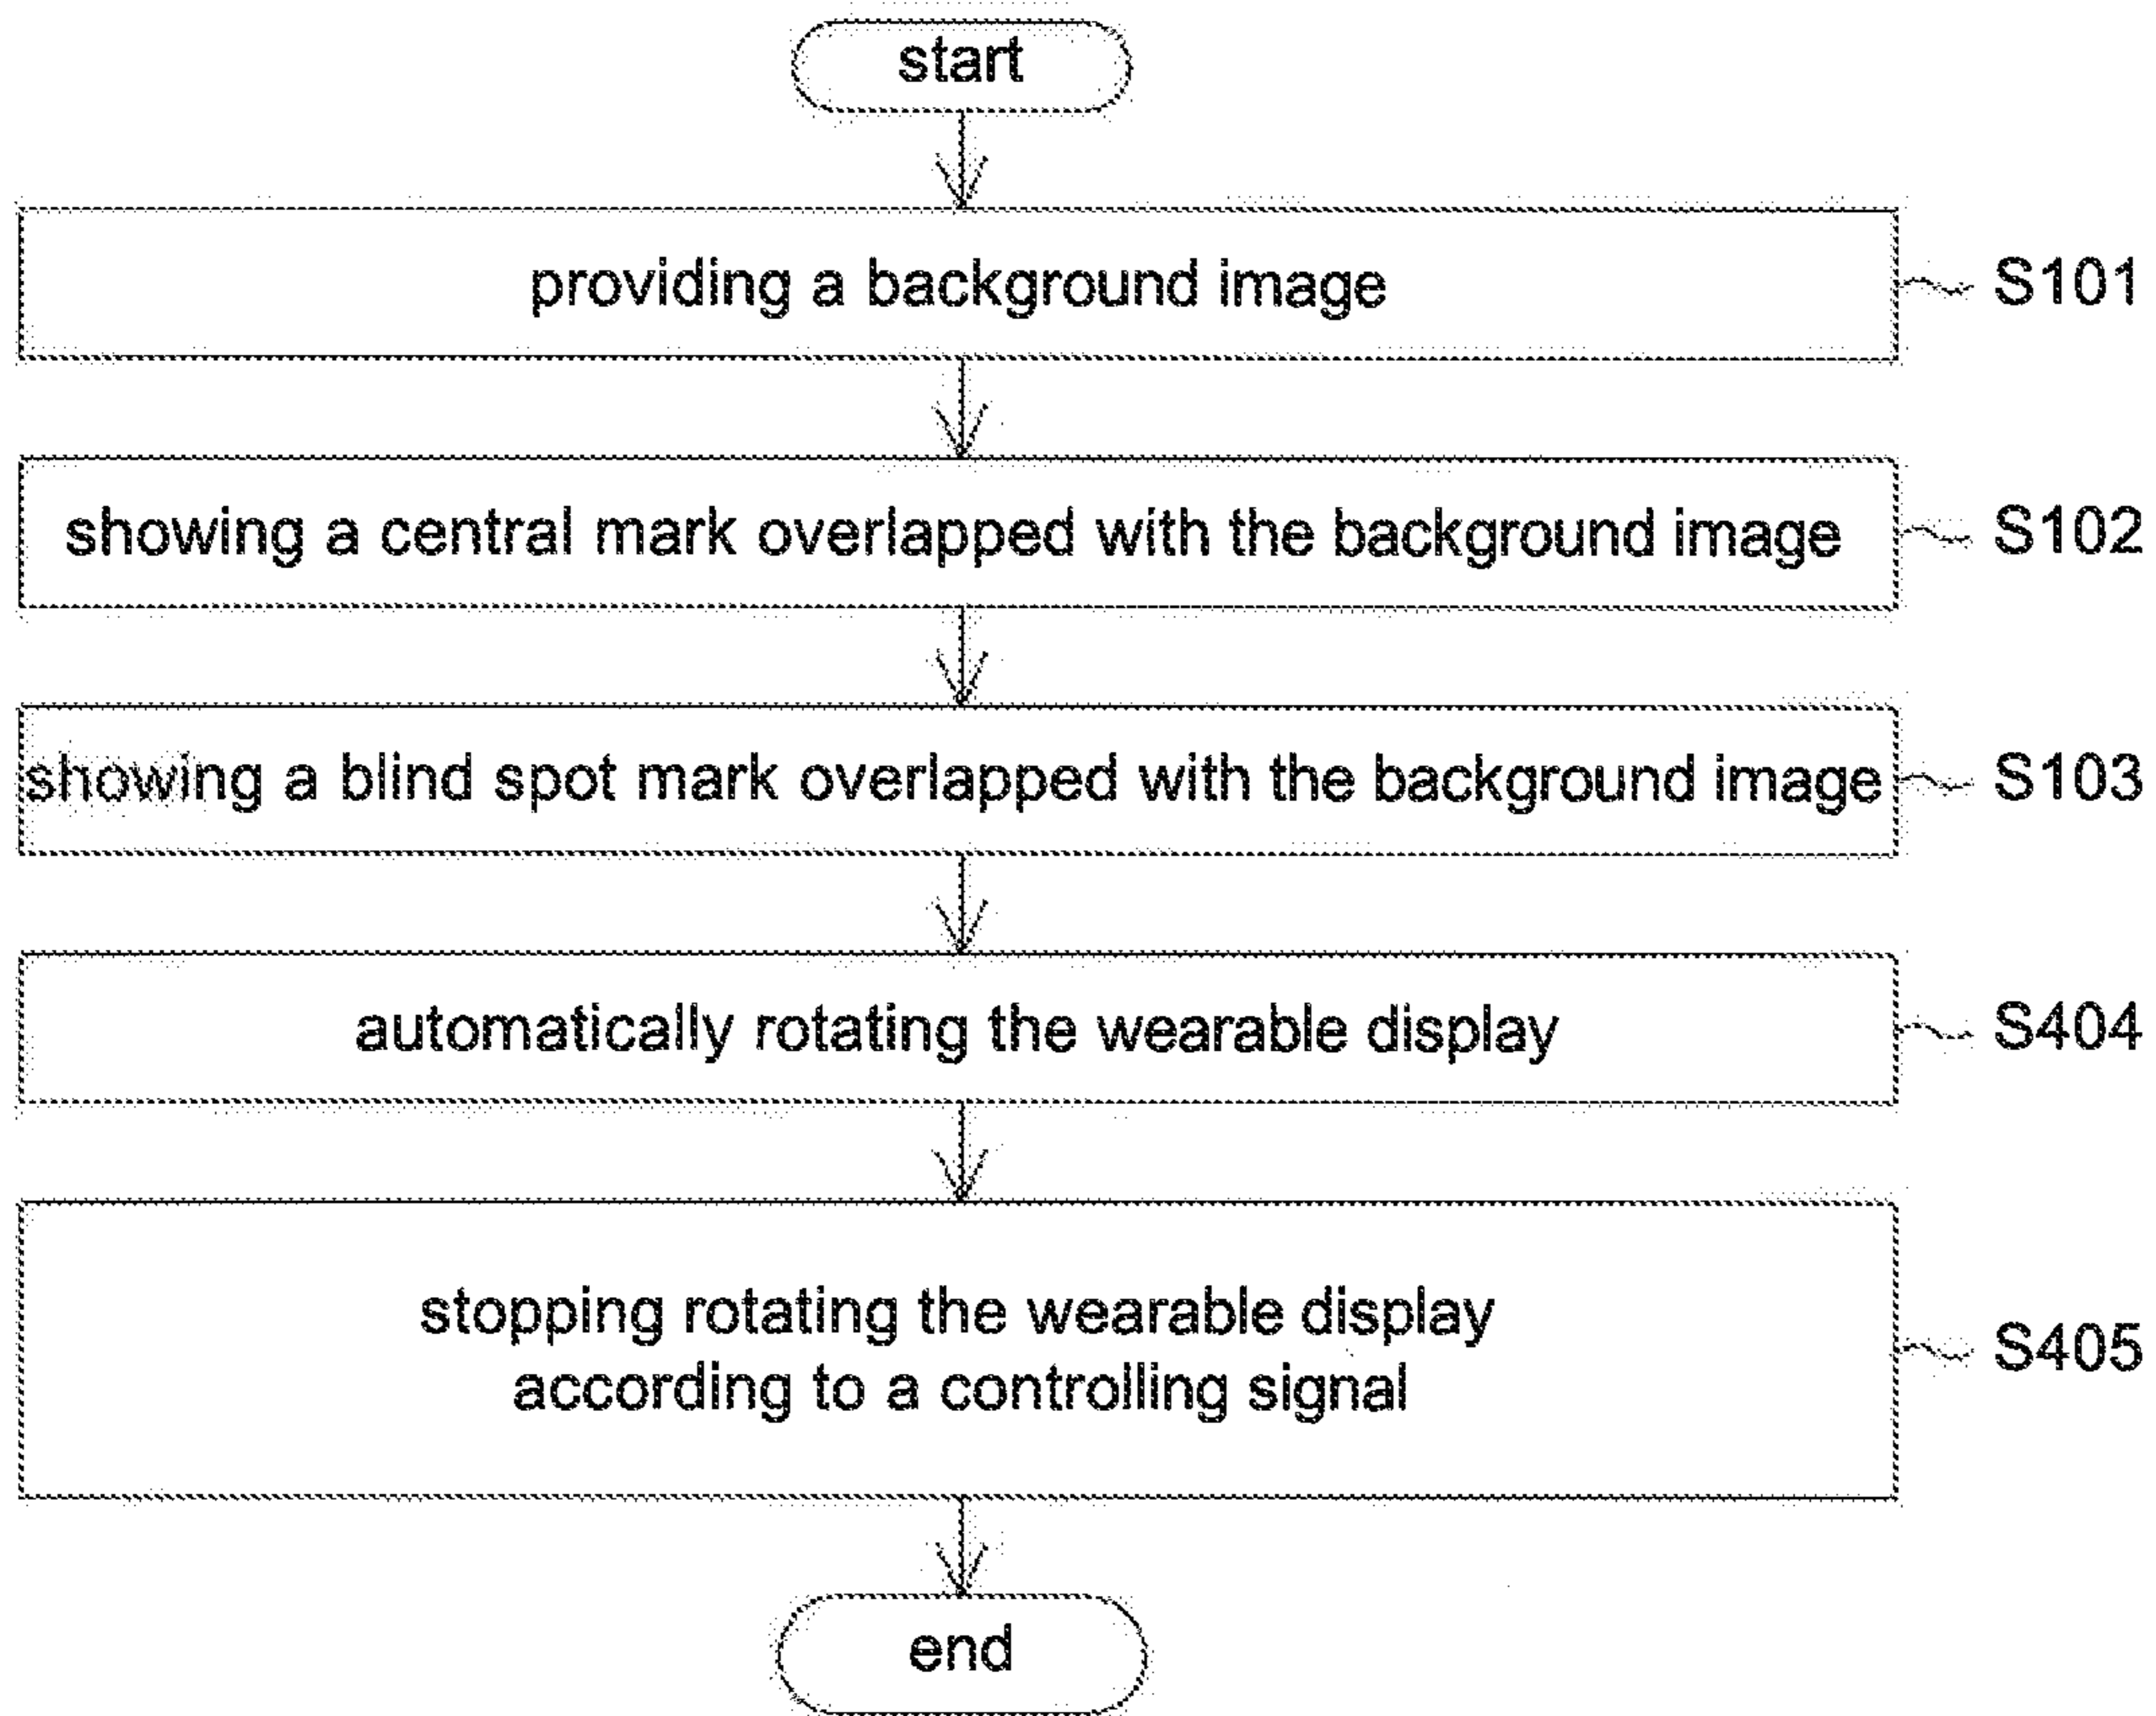 start
providing a background image
S101
showing a central mark overlapped with the background image
S102
showing a blind spot mark overlapped with the background image
S103
automatically rotating the wearable display
S404
stopping rotating the wearable display
according to a controlling signal
S405
end